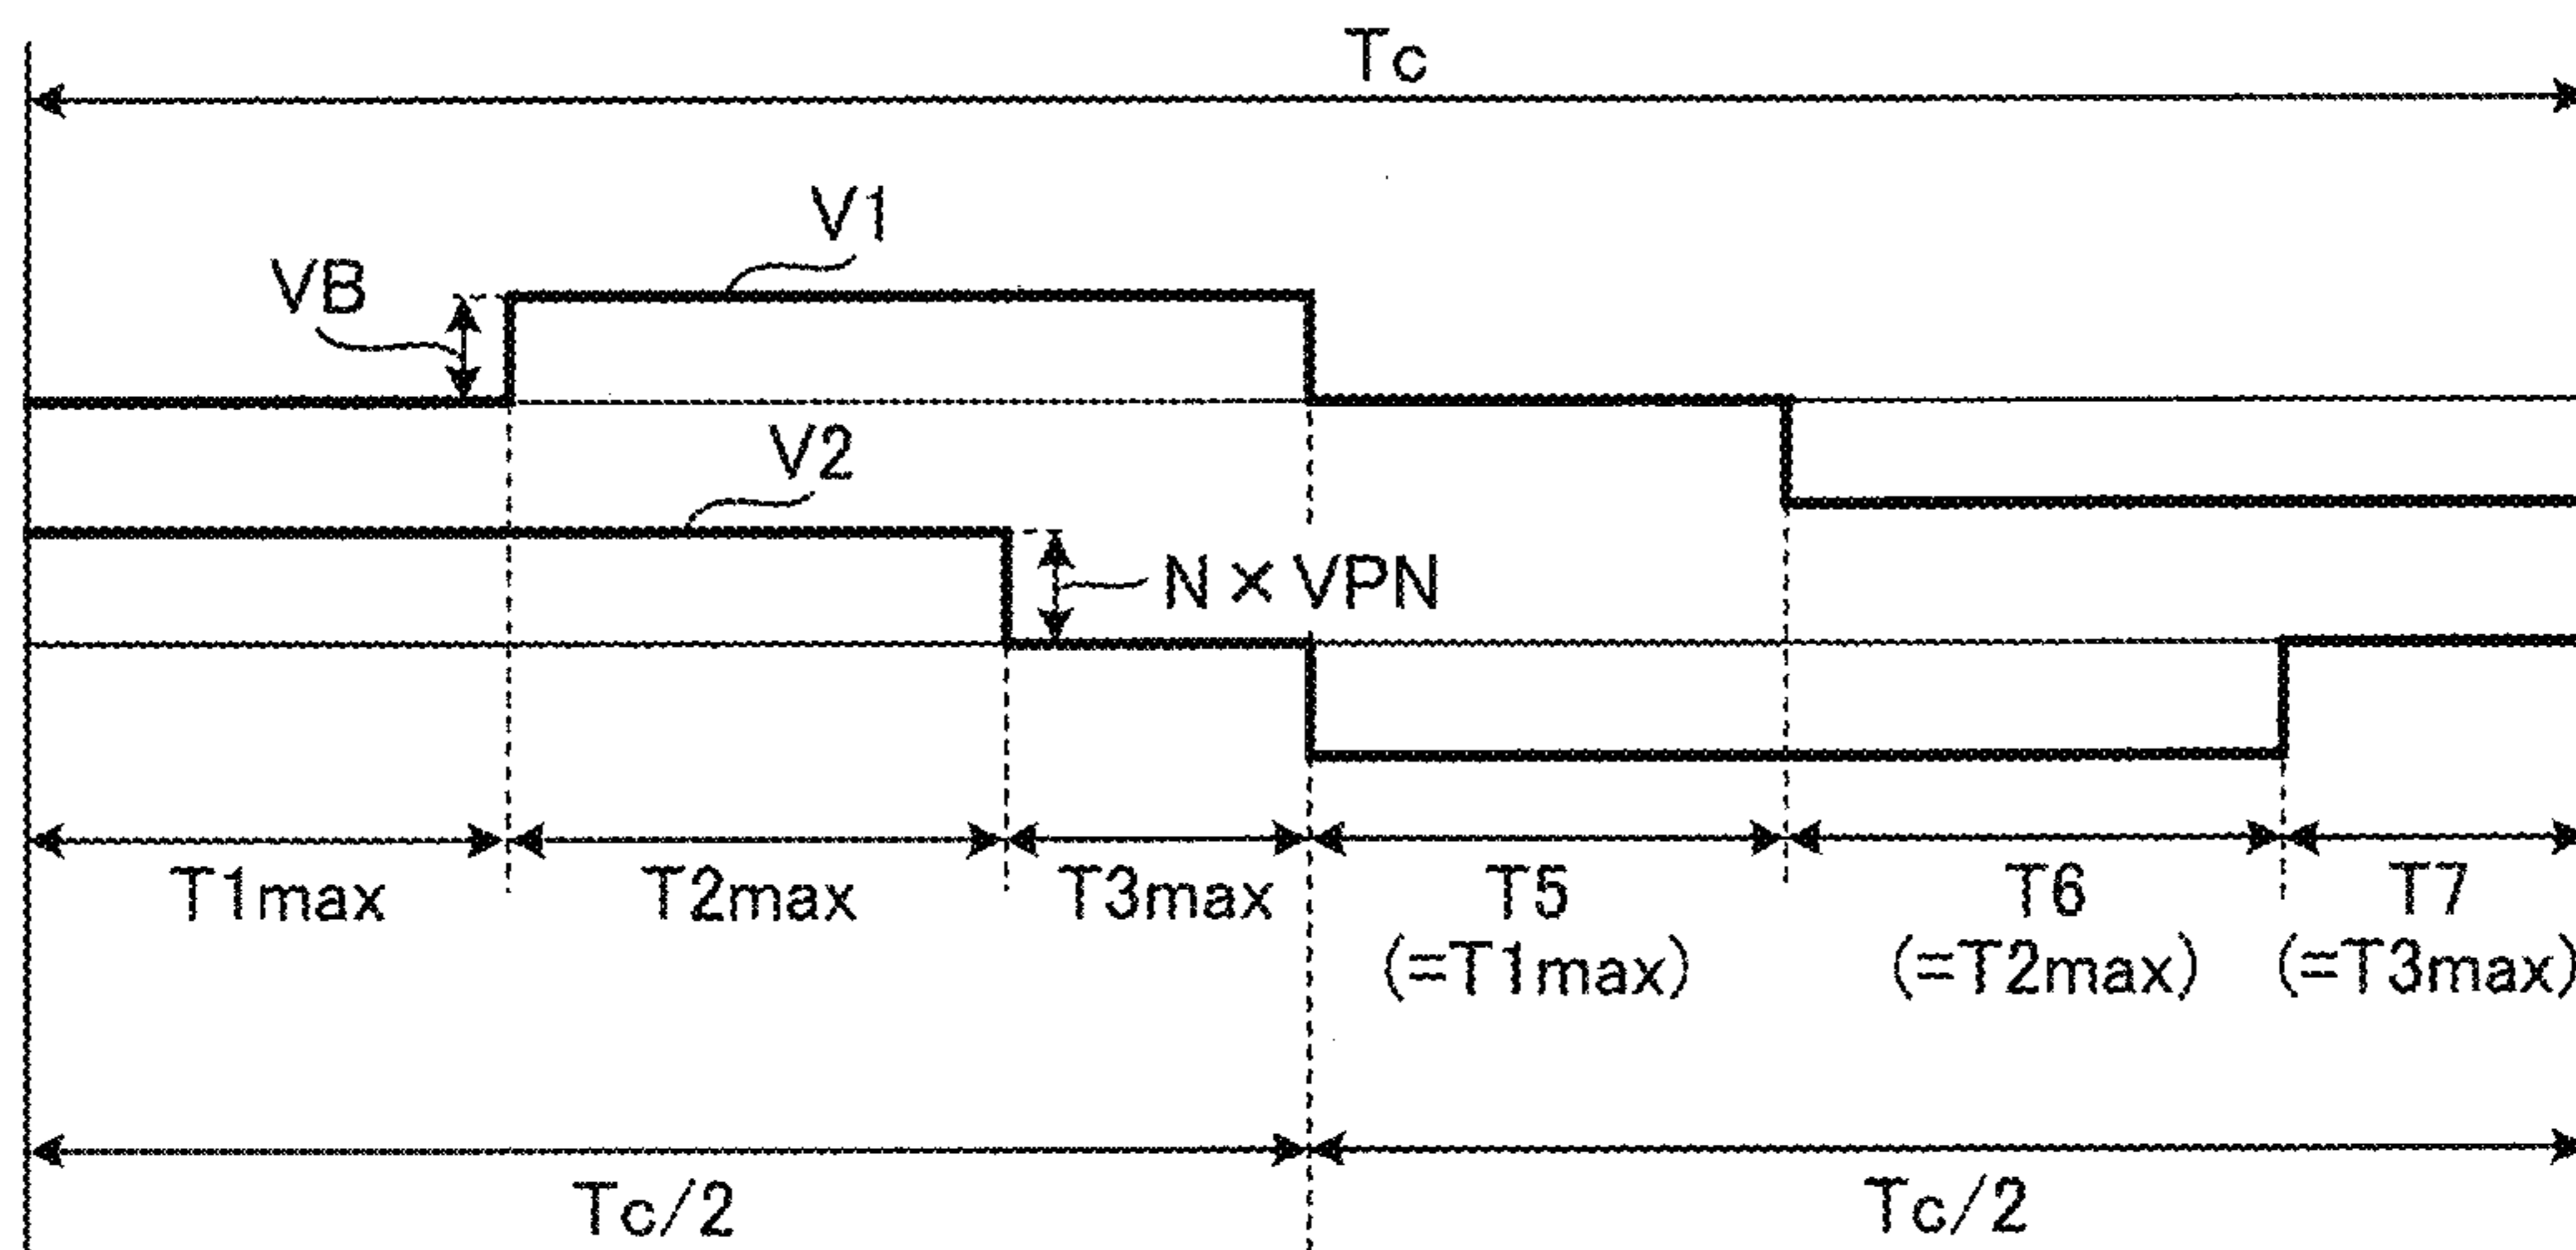 Tc
V1
VB
V2
N × VPN
T1max
T2max
T3max
T5
(=T1max)
T6
(=T2max)
T7
(=T3max)
Tc/2
Tc/2